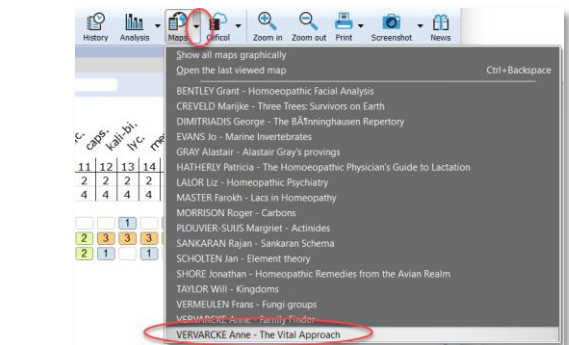 History Analysis Maps Clificol Zoom in Zoom out Print Screenshot News
Show all maps graphically
Open the last viewed map Ctrl+Backspace
BENTLEY Grant - Homoeopathic Facial Analysis
CREVELD Marijke - Three Trees: Survivors on Earth
DIMITRIADIS George - The BÃ¶nninghausen Repertory
EVANS Jo - Marine Invertebrates
GRAY Alastair - Alastair Gray's provings
HATHERLY Patricia - The Homoeopathic Physician's Guide to Lactation
LALOR Liz - Homeopathic Psychiatry
MASTER Farokh - Lacs in Homeopathy
MORRISON Roger - Carbons
PLOUVIER-SUIJS Margriet - Actinides
SANKARAN Rajan - Sankaran Schema
SCHOLTEN Jan - Element theory
SHORE Jonathan - Homeopathic Remedies from the Avian Realm
TAYLOR Will - Kingdoms
VERMEULEN Frans - Fungi groups
VERVARCKE Anne - Family Finder
VERVARCKE Anne - The Vital Approach
c. caps. kali-bi. lyc.
11 12 13 14
2 2 2 2
4 4 4 4
1
2 3 3 3
2 1 1